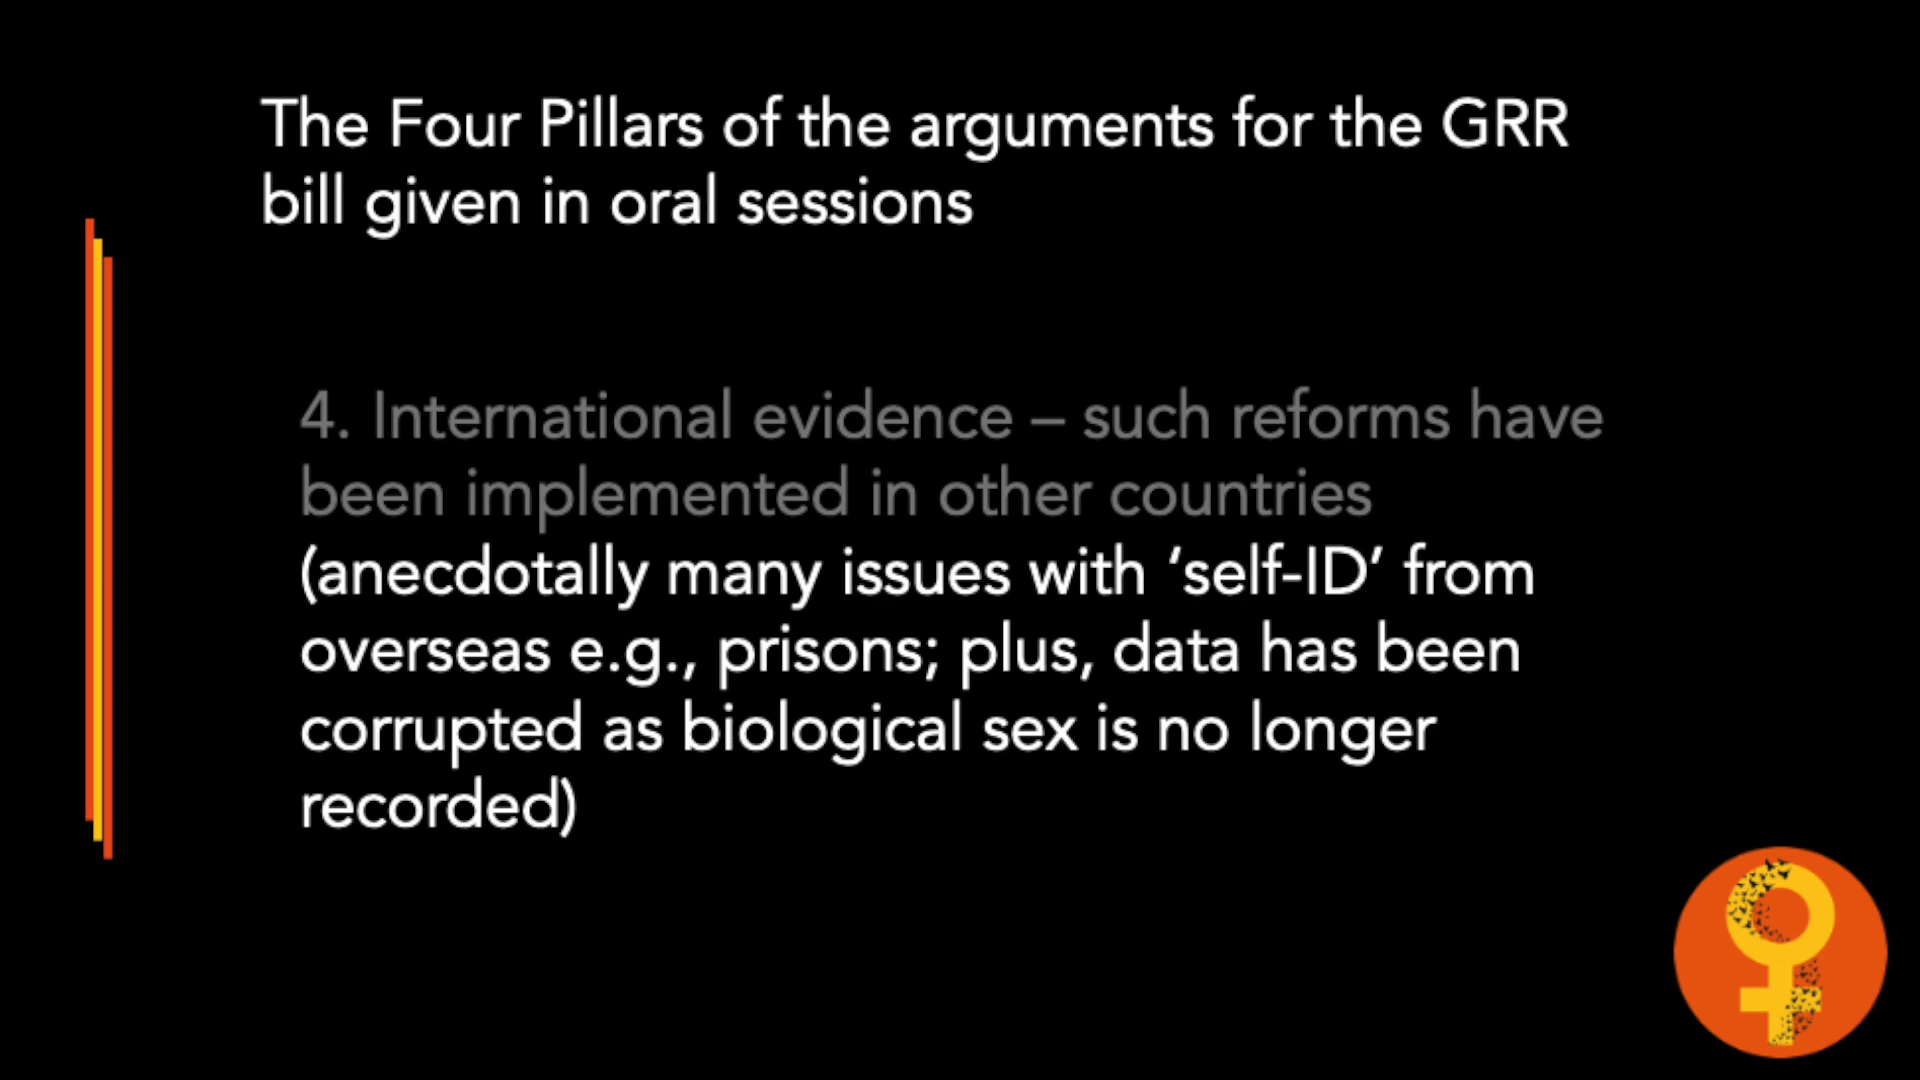 The Four Pillars of the arguments for the GRR
bill given in oral sessions
4. International evidence – such reforms have
been implemented in other countries
(anecdotally many issues with ‘self-ID’ from
overseas e.g., prisons; plus, data has been
corrupted as biological sex is no longer
recorded)